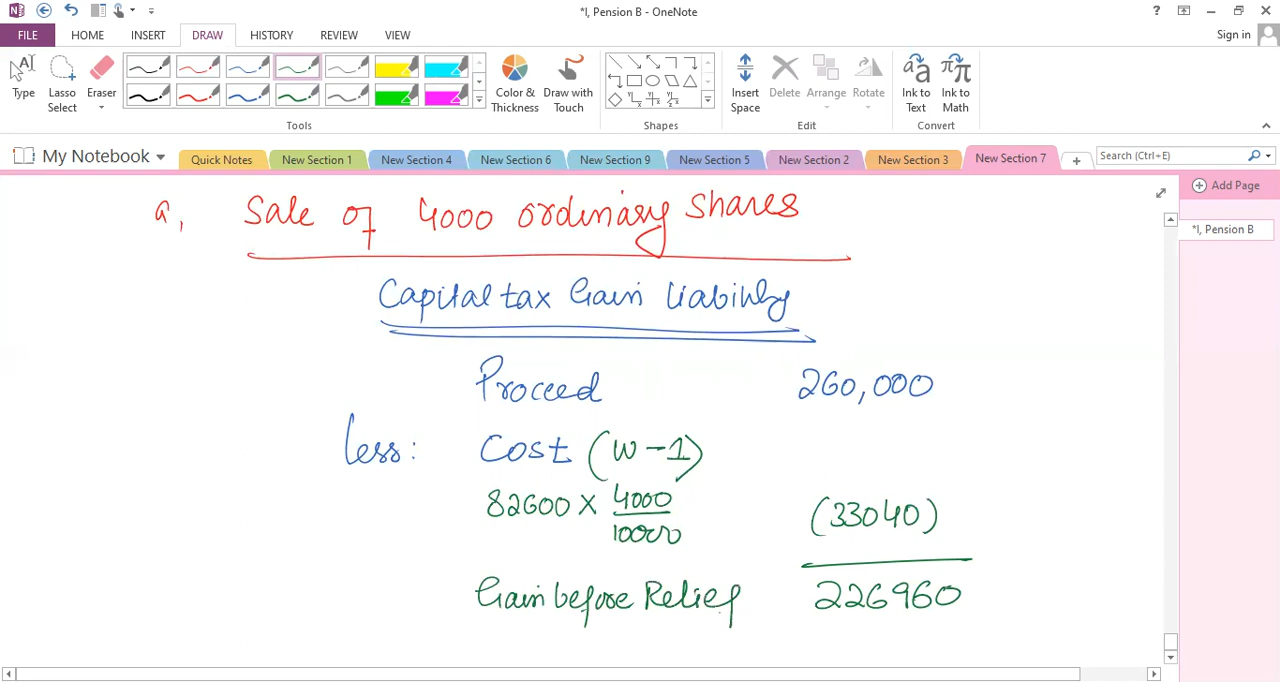 *I, Pension B - OneNote
FILE HOME INSERT DRAW HISTORY REVIEW VIEW
Sign in
Type
Lasso Select
Eraser
Color & Thickness
Draw with Touch
Insert Space
Delete
Arrange
Rotate
Ink to Text
Ink to Math
Tools
Shapes
Edit
Convert
My Notebook
Quick Notes
New Section 1
New Section 4
New Section 6
New Section 9
New Section 5
New Section 2
New Section 3
New Section 7
Search (Ctrl+E)
Add Page
*I, Pension B
a, Sale of 4000 ordinary Shares
Capital tax Gain Liability
Proceed 260,000
Less: Cost (W-1)
82600 × 4000/10000 (33040)
Gain before Relief 226960